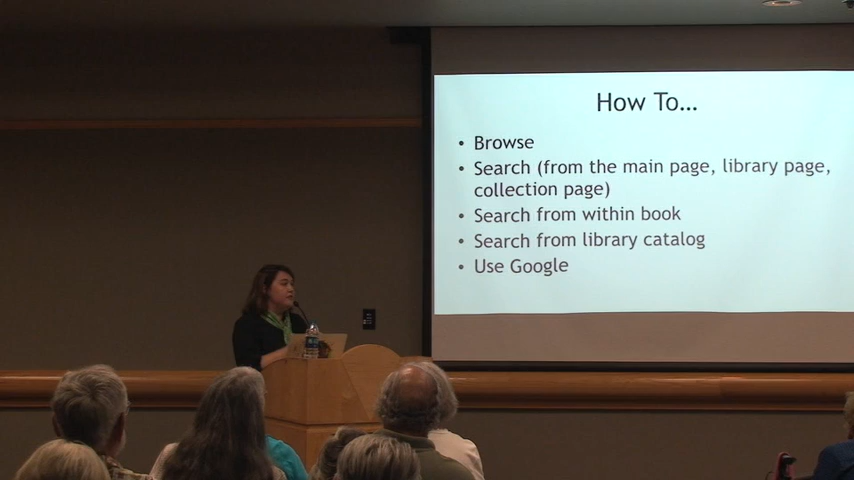 How To…
• Browse
• Search (from the main page, library page,
collection page)
• Search from within book
• Search from library catalog
• Use Google